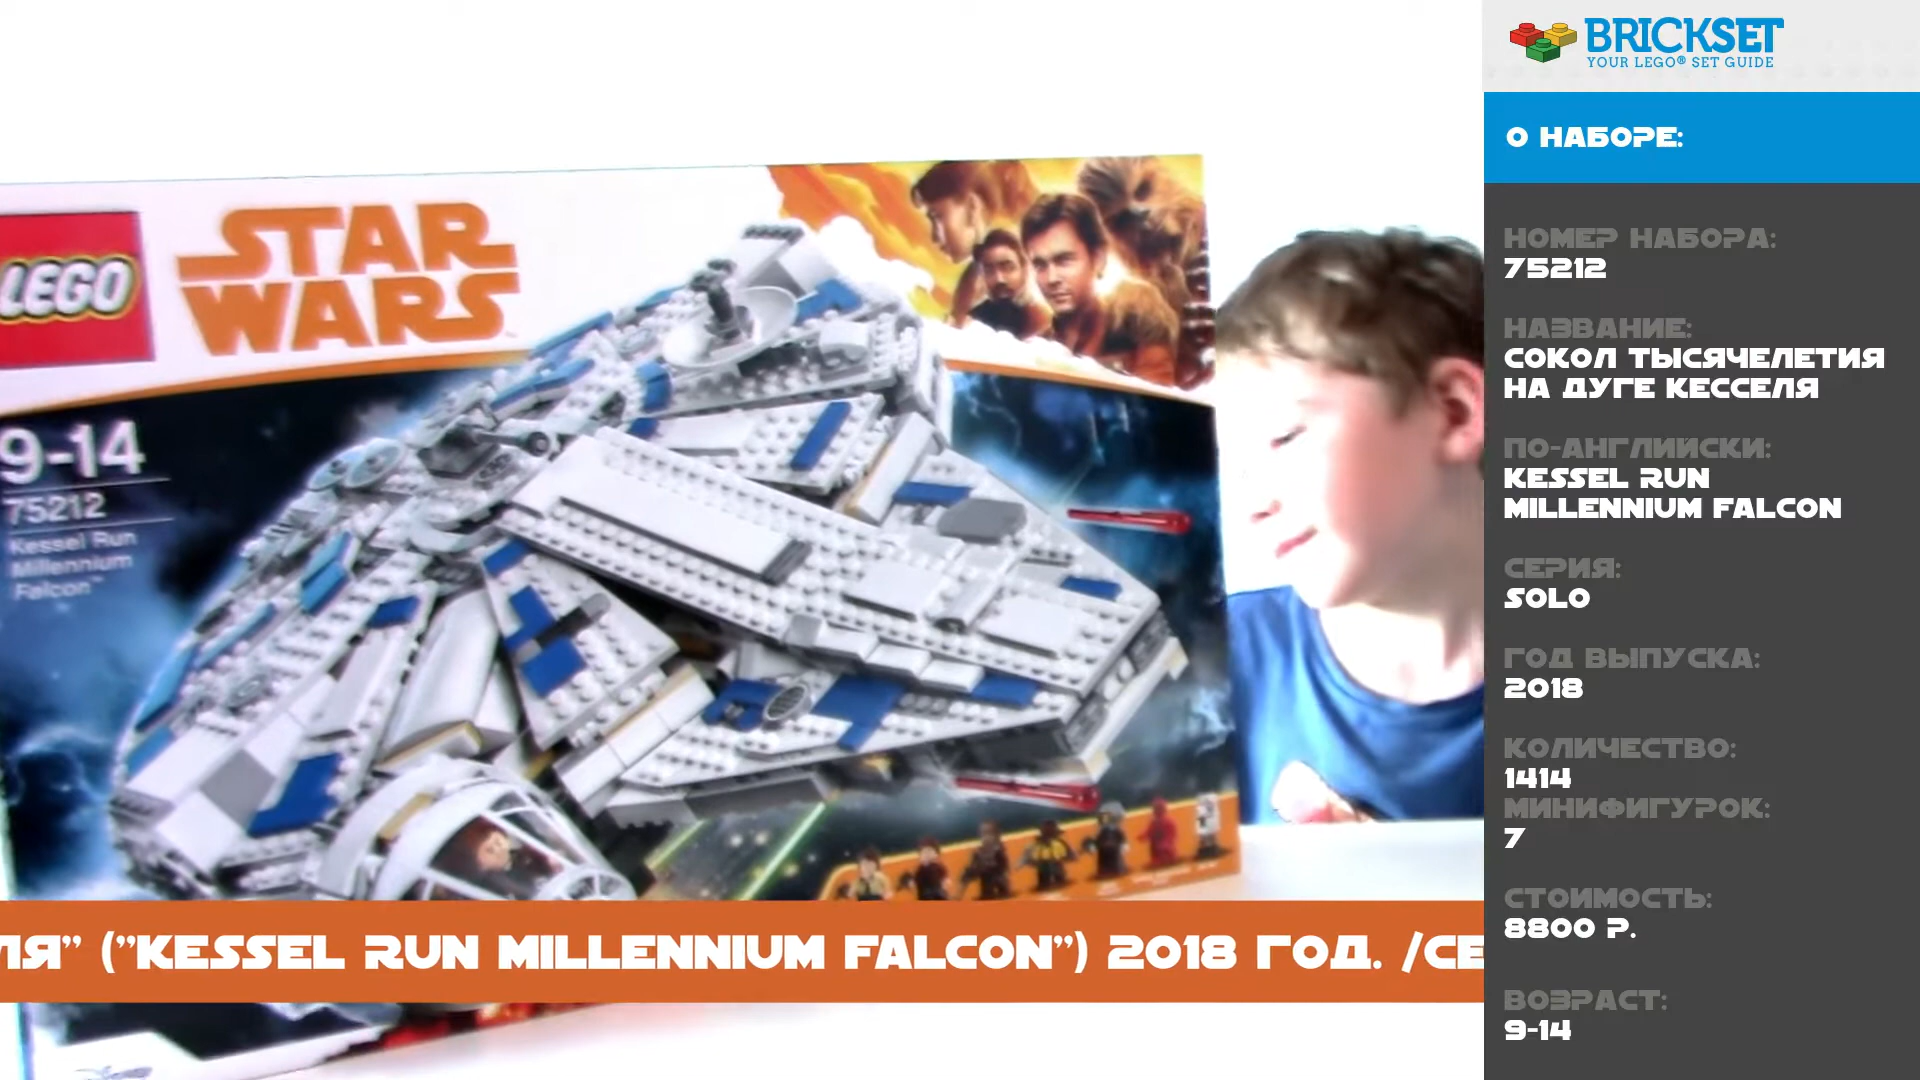 LEGO
STAR
WARS
9-14
75212
Kessel Run
Millennium
Falcon™
ЛЯ" ("KESSEL RUN MILLENNIUM FALCON") 2018 ГОД. /СЕ
BRICKSET
YOUR LEGO® SET GUIDE
О НАБОРЕ:
НОМЕР НАБОРА:
75212
НАЗВАНИЕ:
СОКОЛ ТЫСЯЧЕЛЕТИЯ
НА ДУГЕ КЕССЕЛЯ
ПО-АНГЛИЙСКИ:
KESSEL RUN
MILLENNIUM FALCON
СЕРИЯ:
SOLO
ГОД ВЫПУСКА:
2018
КОЛИЧЕСТВО:
1414
МИНИФИГУРОК:
7
СТОИМОСТЬ:
8800 Р.
ВОЗРАСТ:
9-14